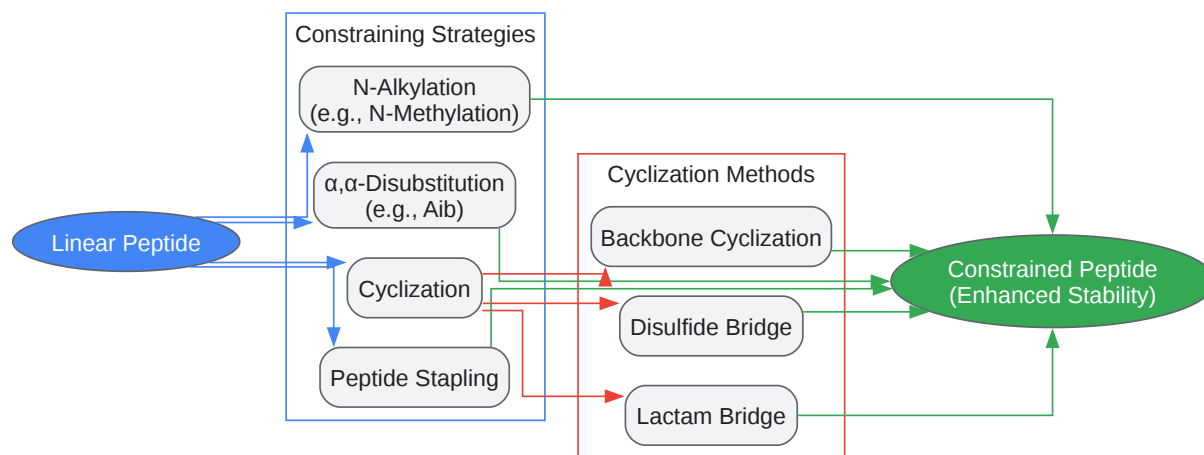 Constraining Strategies
N-Alkylation
(e.g., N-Methylation)
α,α-Disubstitution
(e.g., Aib)
Linear Peptide
Cyclization
Peptide Stapling
Cyclization Methods
Backbone Cyclization
Disulfide Bridge
Lactam Bridge
Constrained Peptide
(Enhanced Stability)